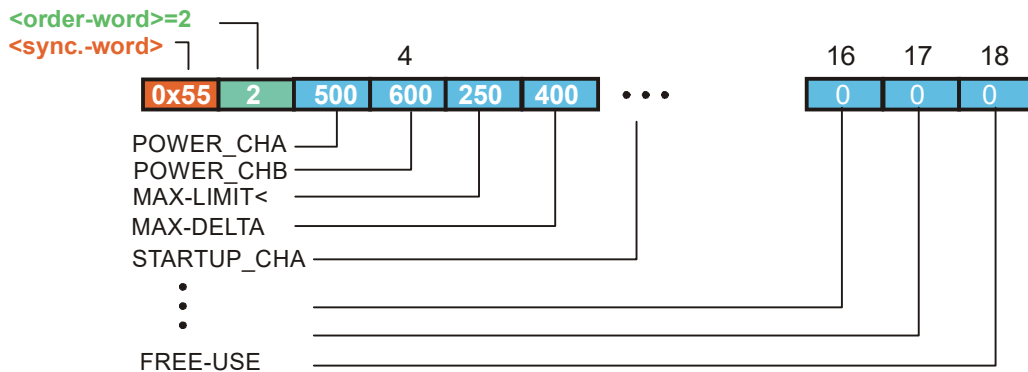 <order-word>=2
<sync.-word>
4 16 17 18
0x55 2 500 600 250 400 0 0 0
POWER_CHA
POWER_CHB
MAX-LIMIT<
MAX-DELTA
STARTUP_CHA
FREE-USE